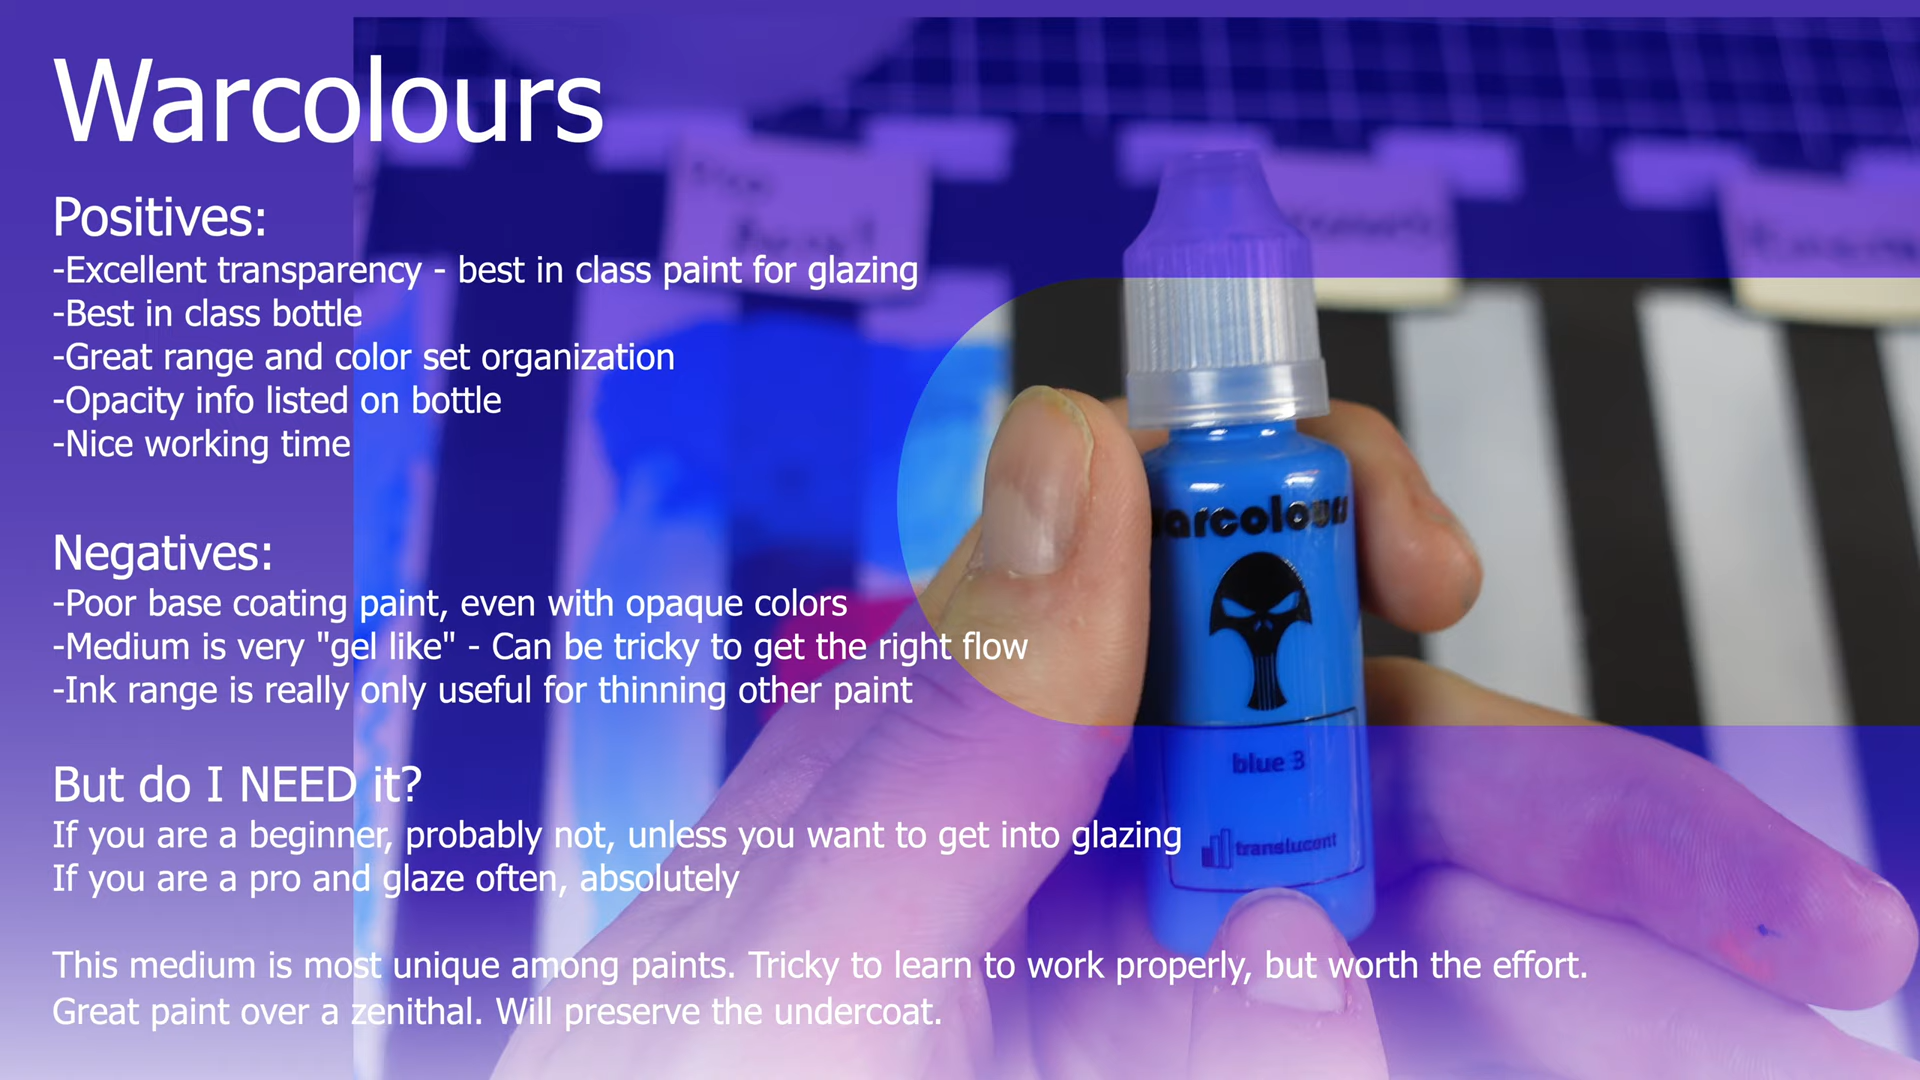 Warcolours
Positives:
-Excellent transparency - best in class paint for glazing
-Best in class bottle
-Great range and color set organization
-Opacity info listed on bottle
-Nice working time
Negatives:
-Poor base coating paint, even with opaque colors
-Medium is very "gel like" - Can be tricky to get the right flow
-Ink range is really only useful for thinning other paint
But do I NEED it?
If you are a beginner, probably not, unless you want to get into glazing
If you are a pro and glaze often, absolutely
This medium is most unique among paints. Tricky to learn to work properly, but worth the effort.
Great paint over a zenithal. Will preserve the undercoat.
warcolours
blue 3
translucent